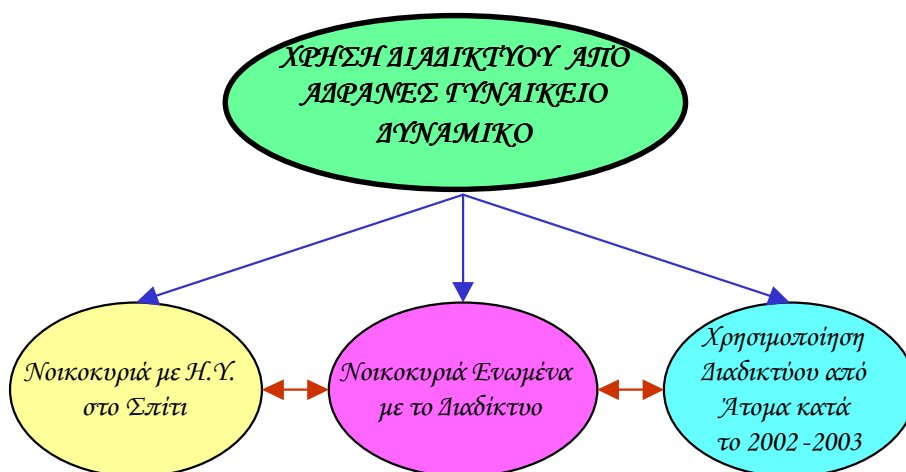 ΧΡΗΣΗ ΔΙΑΔΙΚΤΥΟΥ ΑΠΟ
ΑΔΡΑΝΕΣ ΓΥΝΑΙΚΕΙΟ
ΔΥΝΑΜΙΚΟ
Νοικοκυριά με Η.Υ.
στο Σπίτι
Νοικοκυριά Ενωμένα
με το Διαδίκτυο
Χρησιμοποίηση
Διαδικτύου από
Άτομα κατά
το 2002-2003